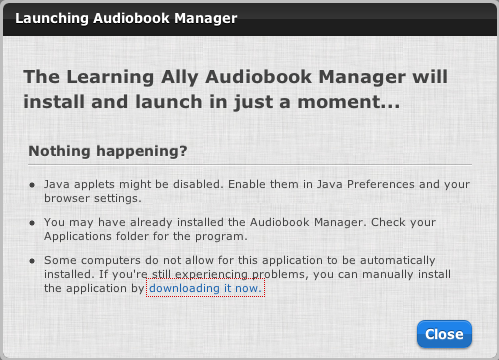 Launching Audiobook Manager
The Learning Ally Audiobook Manager will
install and launch in just a moment...
Nothing happening?
• Java applets might be disabled. Enable them in Java Preferences and your
browser settings.
• You may have already installed the Audiobook Manager. Check your
Applications folder for the program.
• Some computers do not allow for this application to be automatically
installed. If you're still experiencing problems, you can manually install
the application by downloading it now.
Close